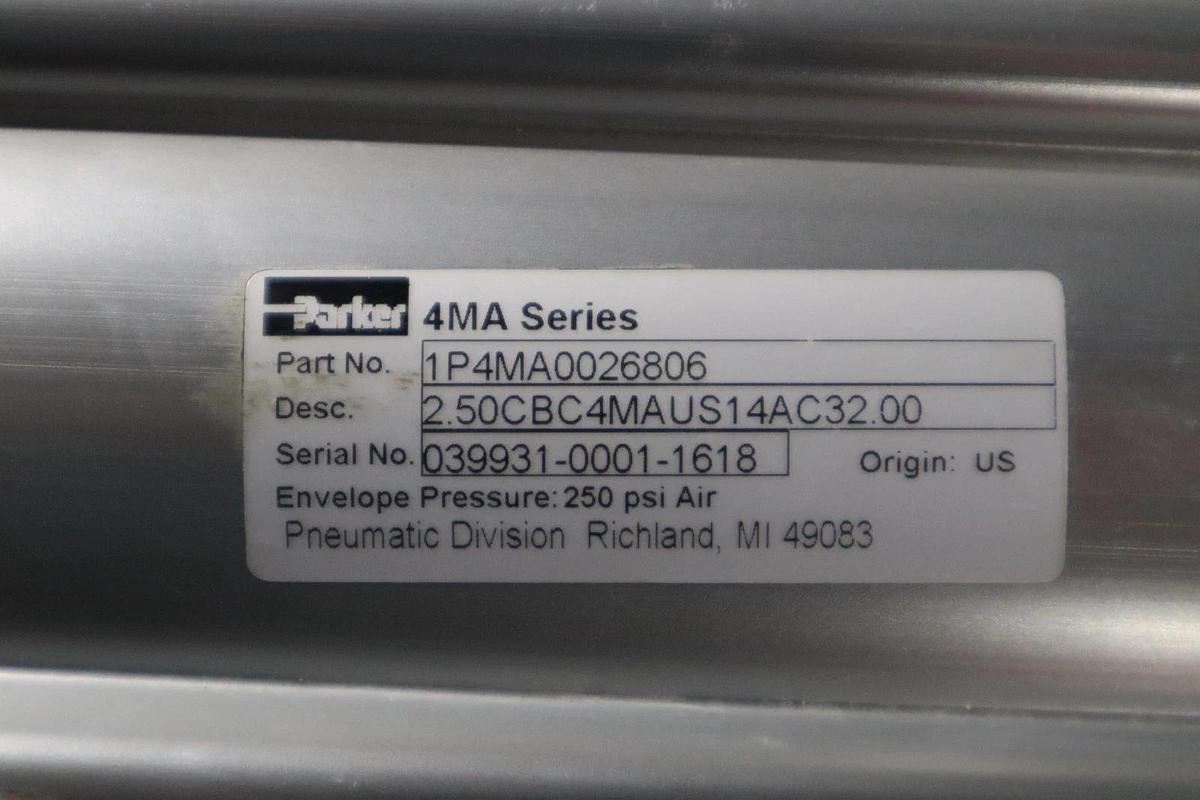 Parker 4MA Series
Part No. 1P4MA0026806
Desc. 2.50CBC4MAUS14AC32.00
Serial No. 039931-0001-1618 Origin: US
Envelope Pressure: 250 psi Air
Pneumatic Division Richland, MI 49083